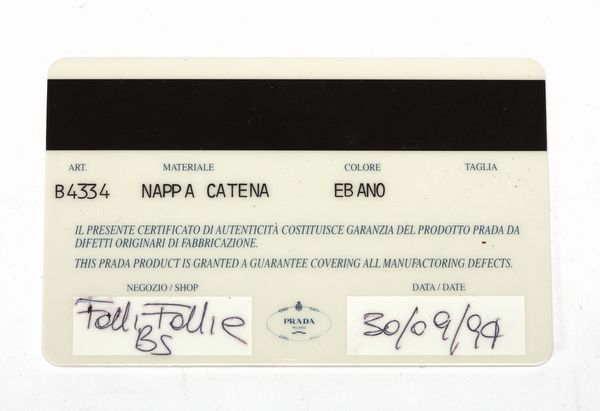 ART. MATERIALE COLORE TAGLIA
B4334 NAPPA CATENA EBANO
IL PRESENTE CERTIFICATO DI AUTENTICITÀ COSTITUISCE GARANZIA DEL PRODOTTO PRADA DA
DIFETTI ORIGINARI DI FABBRICAZIONE.
THIS PRADA PRODUCT IS GRANTED A GUARANTEE COVERING ALL MANUFACTORING DEFECTS.
NEGOZIO / SHOP DATA / DATE
Folli Follie
BS
PRADA
MILANO
30/09/94